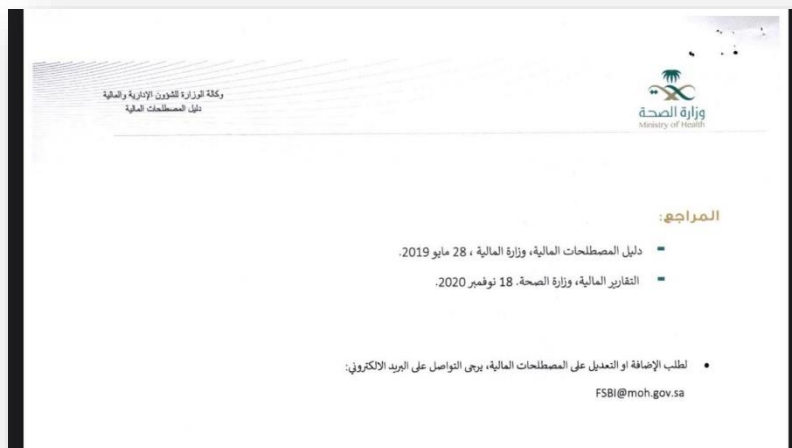 وكالة الوزارة للشؤون الإدارية والمالية
دليل المصطلحات المالية
وزارة الصحة
Ministry of Health
المراجع:
دليل المصطلحات المالية، وزارة المالية ، 28 مايو 2019.
التقارير المالية، وزارة الصحة. 18 نوفمبر 2020.
لطلب الإضافة او التعديل على المصطلحات المالية، يرجى التواصل على البريد الالكتروني:
FSBI@moh.gov.sa